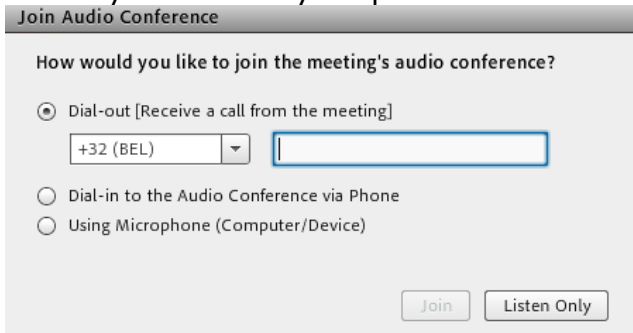 Join Audio Conference
How would you like to join the meeting's audio conference?
Dial-out [Receive a call from the meeting]
+32 (BEL)
Dial-in to the Audio Conference via Phone
Using Microphone (Computer/Device)
Join Listen Only